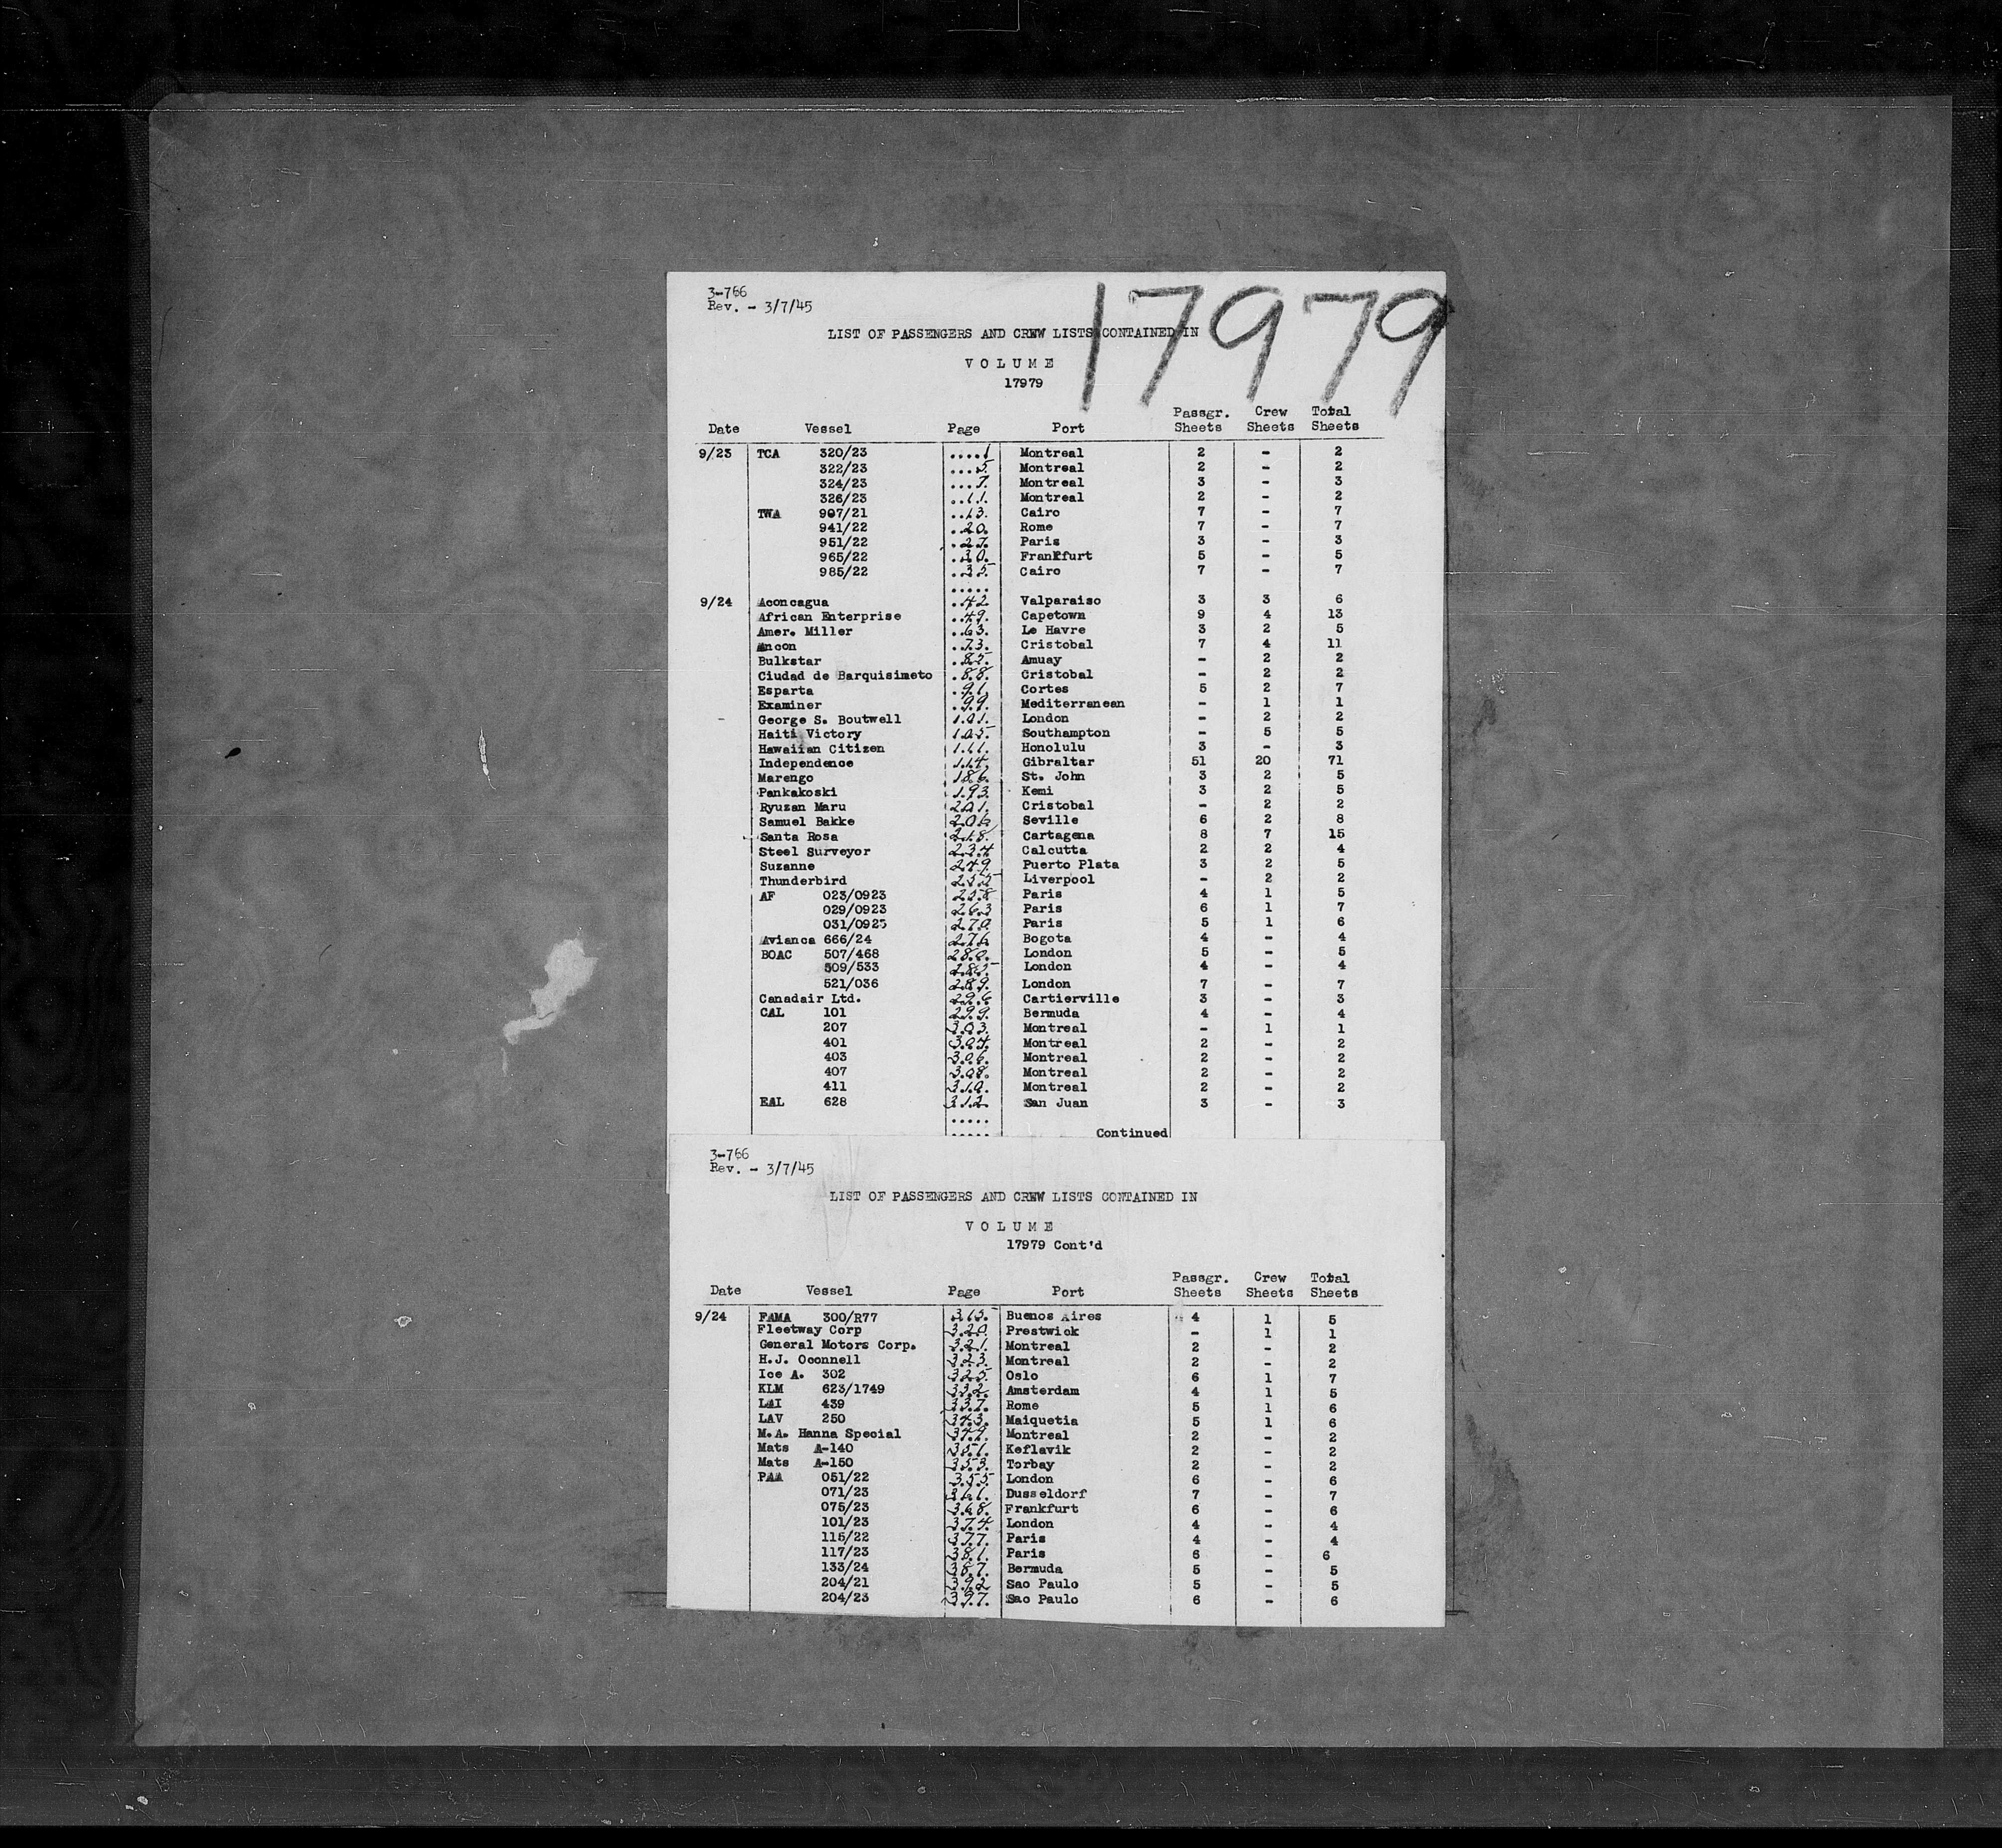 3-766
Rev. - 3/7/45
17979
LIST OF PASSENGERS AND CREW LISTS CONTAINED IN
VOLUME
17979
Date Vessel Page Port Passgr. Sheets Crew Sheets Total Sheets
9/23 TCA 320/23 .....1 Montreal 2 - 2
322/23 ....5. Montreal 2 - 2
324/23 ....7. Montreal 3 - 3
326/23 ..11. Montreal 2 - 2
TWA 907/21 ..13. Cairo 7 - 7
941/22 ..20. Rome 7 - 7
951/22 ..27. Paris 3 - 3
965/22 ..30. Frankfurt 5 - 5
985/22 ..35. Cairo 7 - 7
.....
9/24 Aconcagua ..42 Valparaiso 3 3 6
African Enterprise ..49. Capetown 9 4 13
Amer. Miller ..63. Le Havre 3 2 5
Ancon ..73. Cristobal 7 4 11
Bulkstar ..85. Amuay - 2 2
Ciudad de Barquisimeto ..88. Cristobal - 2 2
Esparta ..91. Cortes 5 2 7
Examiner ..99. Mediterranean - 1 1
George S. Boutwell 101. London - 2 2
Haiti Victory 105. Southampton - 5 5
Hawaiian Citizen 111. Honolulu 3 - 3
Independence 114. Gibraltar 51 20 71
Marengo 186. St. John 3 2 5
Pankakoski 193. Kemi 3 2 5
Ryuzan Maru 201. Cristobal - 2 2
Samuel Bakke 206 Seville 6 2 8
Santa Rosa 218. Cartagena 8 7 15
Steel Surveyor 234 Calcutta 2 2 4
Suzanne 249. Puerto Plata 3 2 5
Thunderbird 255 Liverpool - 2 2
AF 023/0923 258 Paris 4 1 5
029/0923 263 Paris 6 1 7
031/0923 270. Paris 5 1 6
Avianca 666/24 276. Bogota 4 - 4
BOAC 507/468 280. London 5 - 5
509/533 285. London 4 - 4
521/036 289. London 7 - 7
Canadair Ltd. 296 Cartierville 3 - 3
CAL 101 299. Bermuda 4 - 4
207 303. Montreal - 1 1
401 304. Montreal 2 - 2
403 306. Montreal 2 - 2
407 308. Montreal 2 - 2
411 310. Montreal 2 - 2
EAL 628 312. San Juan 3 - 3
.....
..... Continued
3-766
Rev. - 3/7/45
LIST OF PASSENGERS AND CREW LISTS CONTAINED IN
VOLUME
17979 Cont'd
Date Vessel Page Port Passgr. Sheets Crew Sheets Total Sheets
9/24 FAMA 300/R77 315. Buenos Aires 4 1 5
Fleetway Corp 320. Prestwick - 1 1
General Motors Corp. 321. Montreal 2 - 2
H.J. Oconnell 323. Montreal 2 - 2
Ice A. 302 325. Oslo 6 1 7
KLM 623/1749 332. Amsterdam 4 1 5
LAI 439 337. Rome 5 1 6
LAV 250 343. Maiquetia 5 1 6
M.A. Hanna Special 349. Montreal 2 - 2
Mats A-140 351. Keflavik 2 - 2
Mats A-150 353. Torbay 2 - 2
PAA 051/22 355 London 6 - 6
071/23 361. Dusseldorf 7 - 7
075/23 368. Frankfurt 6 - 6
101/23 374. London 4 - 4
115/22 377. Paris 4 - 4
117/23 381. Paris 6 - 6
133/24 387. Bermuda 5 - 5
204/21 392 Sao Paulo 5 - 5
204/23 397. Sao Paulo 6 - 6